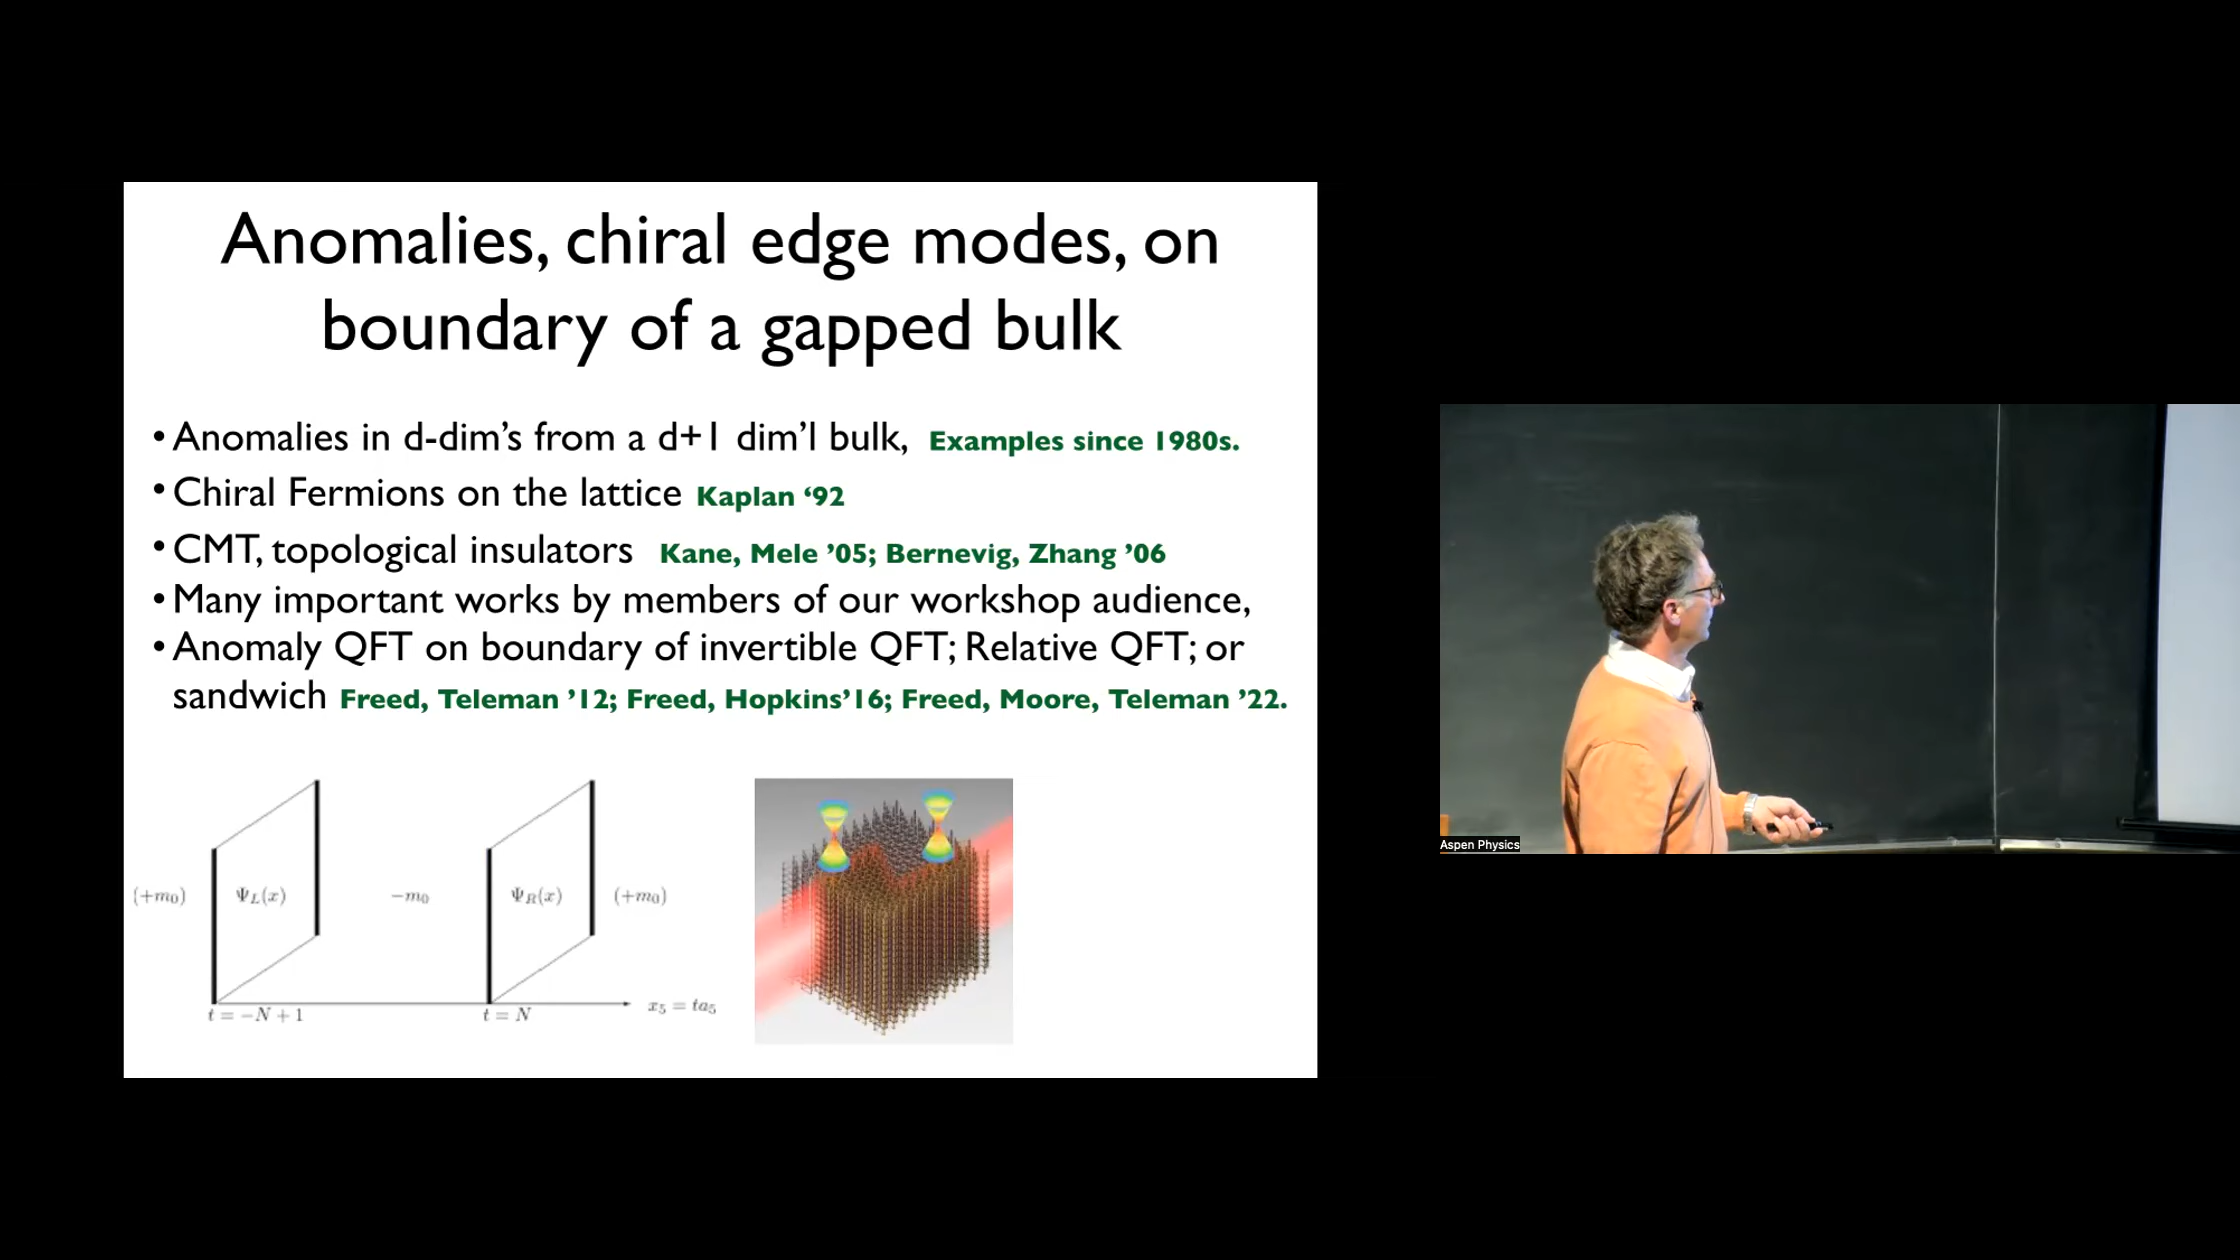 Anomalies, chiral edge modes, on
boundary of a gapped bulk
• Anomalies in d-dim's from a d+1 dim'l bulk, Examples since 1980s.
• Chiral Fermions on the lattice Kaplan ‘92
• CMT, topological insulators Kane, Mele ’05; Bernevig, Zhang ’06
• Many important works by members of our workshop audience,
• Anomaly QFT on boundary of invertible QFT; Relative QFT; or
sandwich Freed, Teleman ’12; Freed, Hopkins’16; Freed, Moore, Teleman ’22.
(+m₀) Ψ_L(x) −m₀ Ψ_R(x) (+m₀)
t = −N + 1 t = N x₅ = ta₅
Aspen Physics